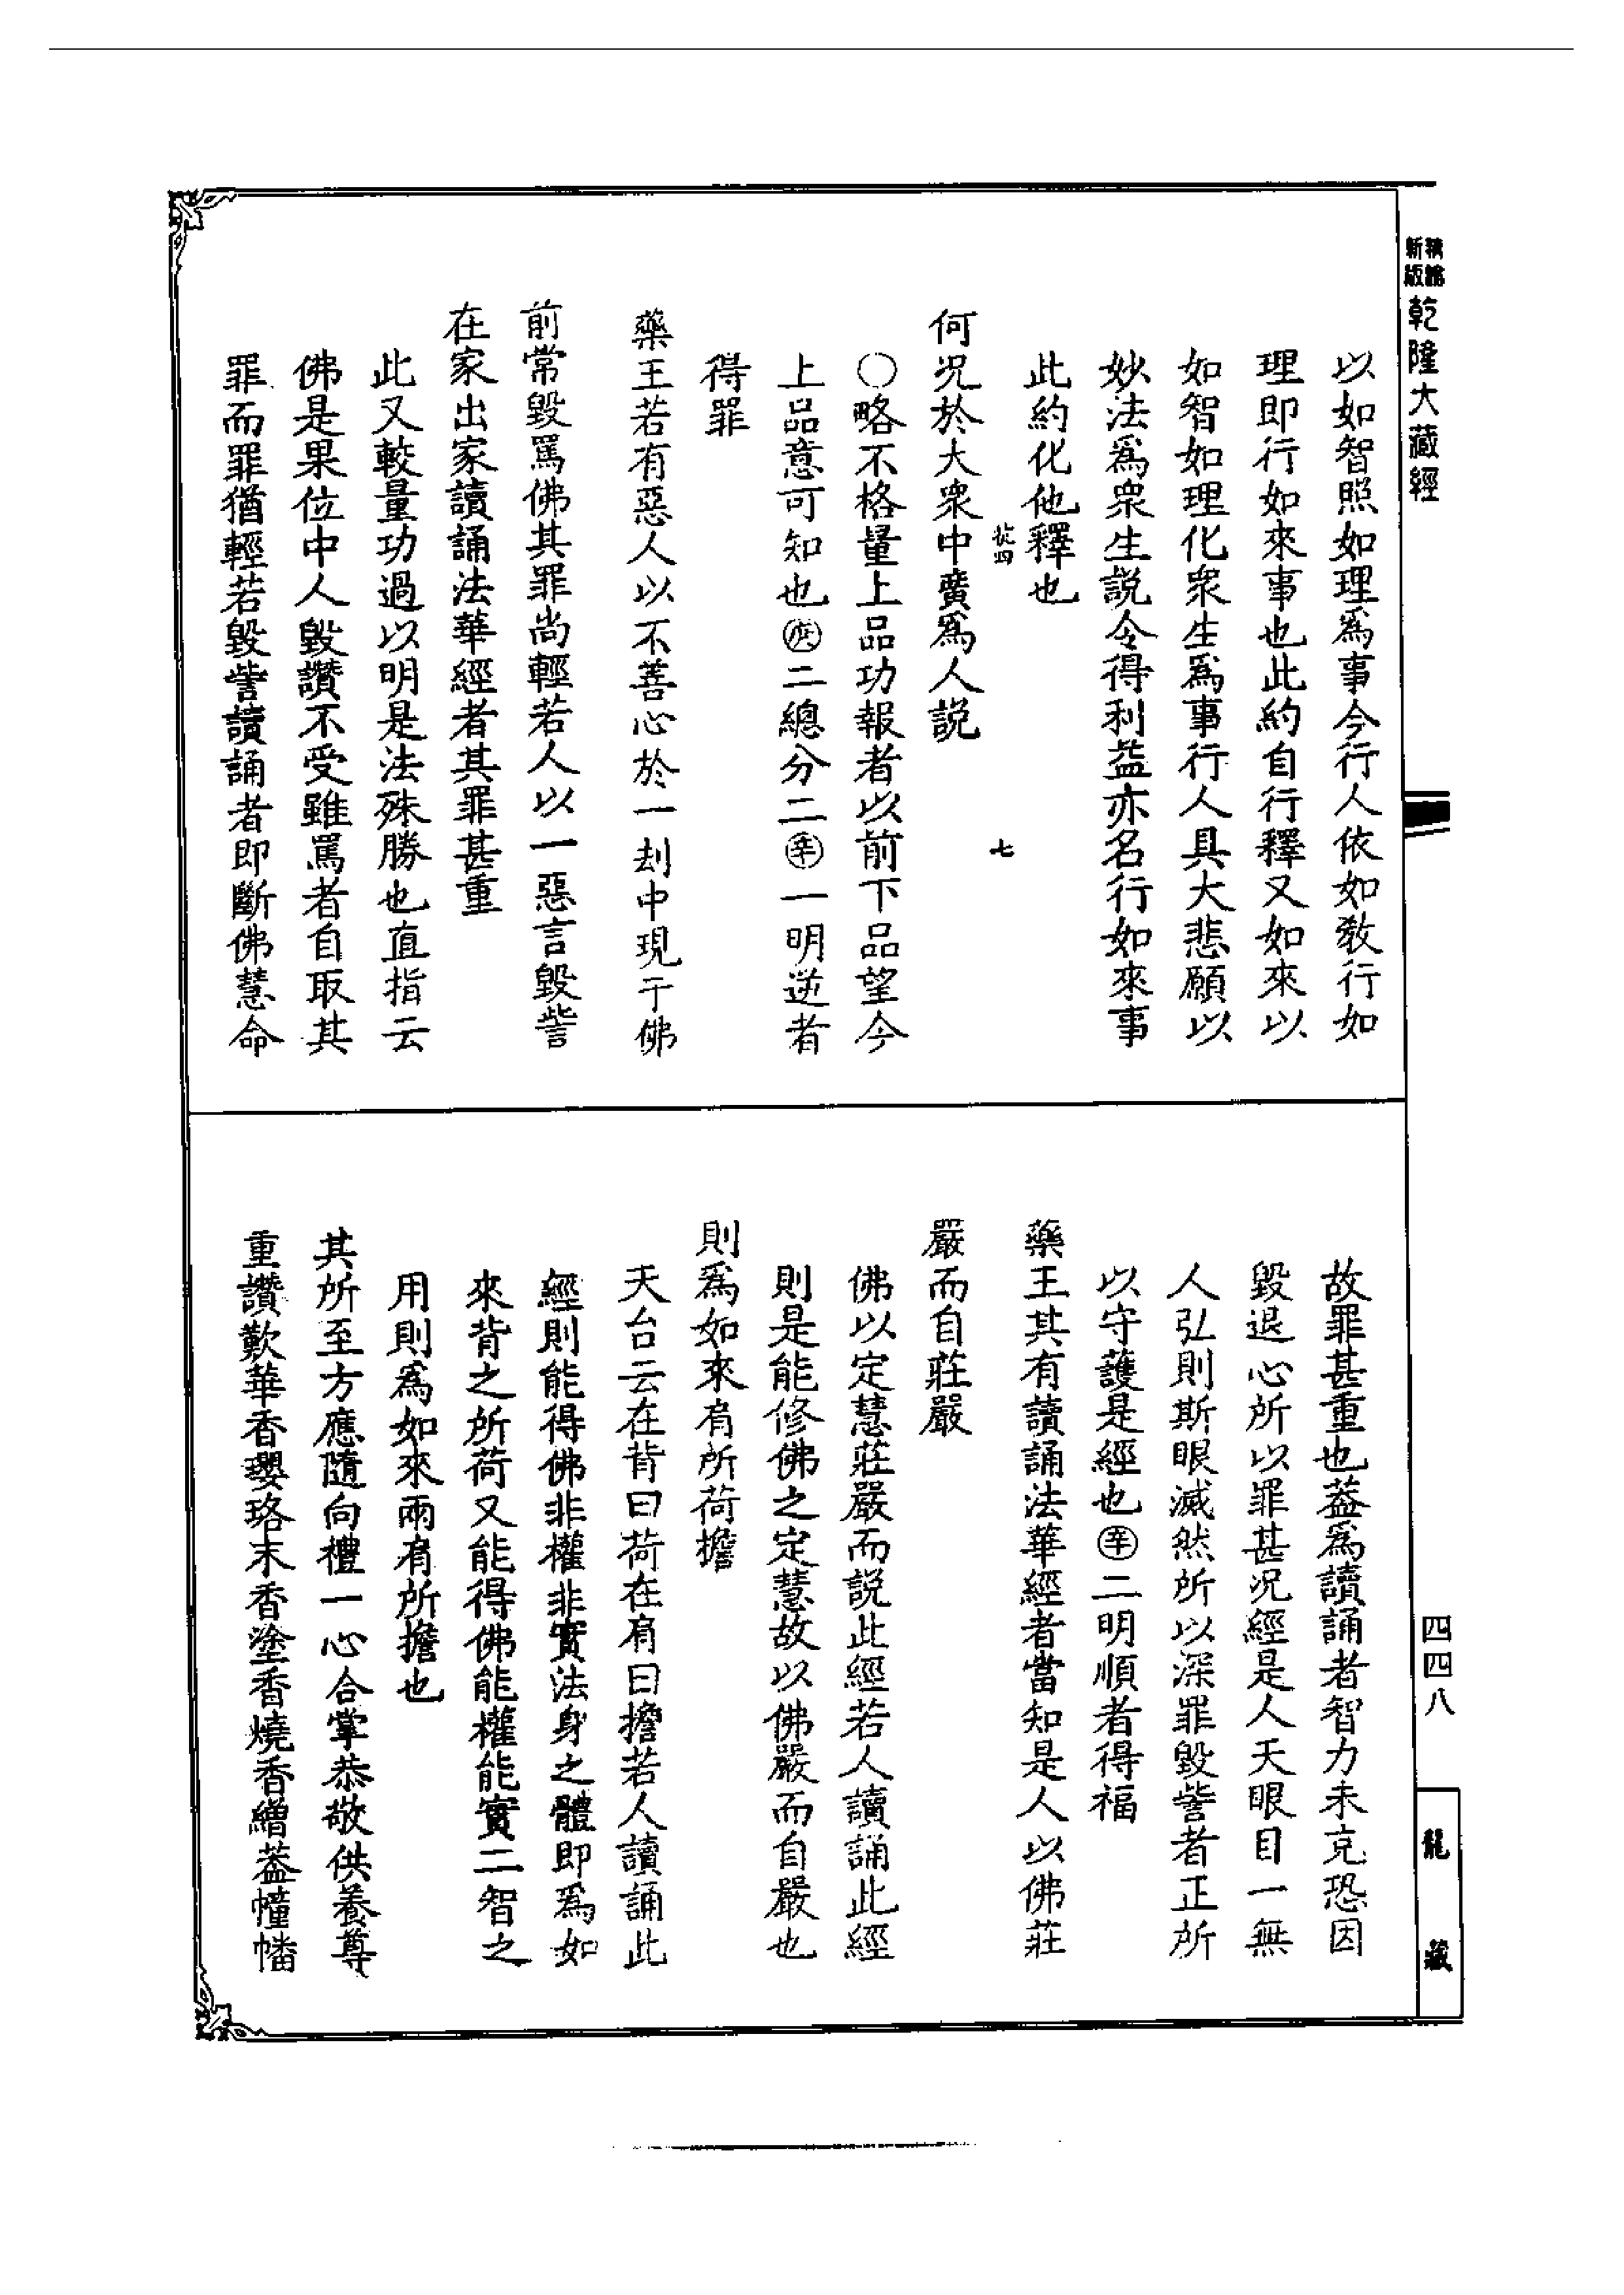 新版
精縮
乾隆大藏經
以如智照如理爲事今行人依如教行如
理即行如來事也此約自行釋又如來以
如智如理化眾生爲事行人具大悲願以
妙法爲眾生説令得利益亦名行如來事
此約化他釋也
七
何況於大衆中廣爲人説
○略不格量上品功報者以前下品望今
上品意可知也㊎二總分二㊛一明逆者
得罪
藥王若有惡人以不善心於一刦中現于佛
前常毀罵佛其罪尚輕若人以一惡言毀訾
在家出家讀誦法華經者其罪甚重
此又較量功過以明是法殊勝也直指云
佛是果位中人毀讚不受雖罵者自取其
罪而罪猶輕若毀訾讀誦者即斷佛慧命
故罪甚重也葢爲讀誦者智力未克恐因
毀退心所以罪甚況經是人天眼目一無
人弘則斯眼滅然所以深罪毀訾者正所
以守護是經也辛二明順者得福
藥王其有讀誦法華經者當知是人以佛莊
嚴而自莊嚴
佛以定慧莊嚴而説此經若人讀誦此經
則是能修佛之定慧故以佛嚴而自嚴也
則爲如來肩所荷擔
天台云在背曰荷在肩曰擔若人讀誦此
經則能得佛非權非實法身之體即爲如
來背之所荷又能得佛能權能實二智之
用則爲如來兩肩所擔也
其所至方應隨向禮一心合掌恭敬供養尊
重讚歎華香瓔珞末香塗香燒香繒葢幢幡
四四八
龍藏